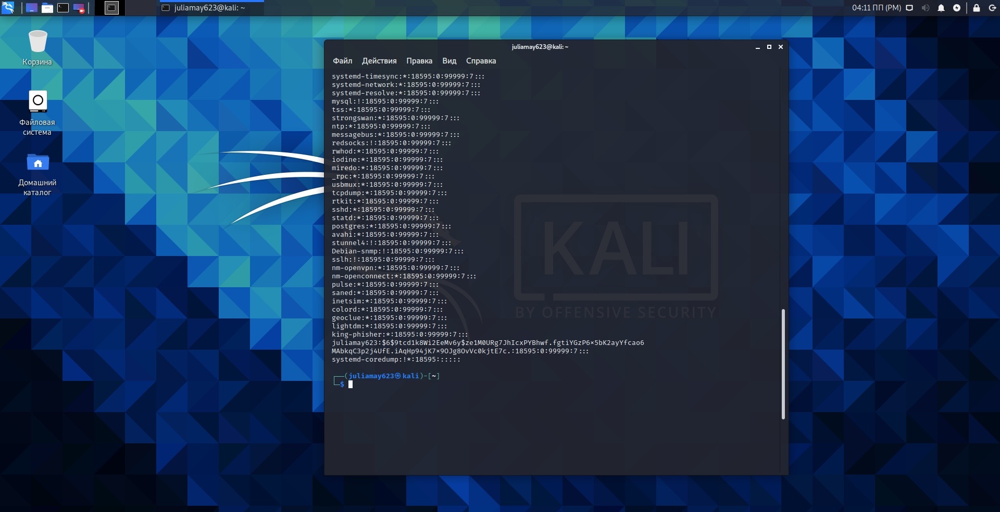 juliamay623@kali: ~
04:11 ПП (PM)
Корзина
Файловая
система
Домашний
каталог
juliamay623@kali: ~
Файл Действия Правка Вид Справка
systemd-timesync:*:18595:0:99999:7:::
systemd-network:*:18595:0:99999:7:::
systemd-resolve:*:18595:0:99999:7:::
mysql:!:18595:0:99999:7:::
tss:*:18595:0:99999:7:::
strongswan:*:18595:0:99999:7:::
ntp:*:18595:0:99999:7:::
messagebus:*:18595:0:99999:7:::
redsocks:!:18595:0:99999:7:::
rwhod:*:18595:0:99999:7:::
iodine:*:18595:0:99999:7:::
miredo:*:18595:0:99999:7:::
_rpc:*:18595:0:99999:7:::
usbmux:*:18595:0:99999:7:::
tcpdump:*:18595:0:99999:7:::
rtkit:*:18595:0:99999:7:::
sshd:*:18595:0:99999:7:::
statd:*:18595:0:99999:7:::
postgres:*:18595:0:99999:7:::
avahi:*:18595:0:99999:7:::
stunnel4:!:18595:0:99999:7:::
Debian-snmp:!:18595:0:99999:7:::
sslh:!:18595:0:99999:7:::
nm-openvpn:*:18595:0:99999:7:::
nm-openconnect:*:18595:0:99999:7:::
pulse:*:18595:0:99999:7:::
saned:*:18595:0:99999:7:::
inetsim:*:18595:0:99999:7:::
colord:*:18595:0:99999:7:::
geoclue:*:18595:0:99999:7:::
lightdm:*:18595:0:99999:7:::
king-phisher:*:18595:0:99999:7:::
juliamay623:$6$9tcd1k8Wi2EeMv6y$ze1M0URg7JhIcxPYBhwf.fgtiYGzP6×5bK2ayYfcao6
MAbkqC3p2j4UfE.iAqHp94jK7×9OJg8OvVc0kjtE7c.:18595:0:99999:7:::
systemd-coredump:!*:18595::::::
(juliamay623㉿kali)-[~]
$
KALI
BY OFFENSIVE SECURITY